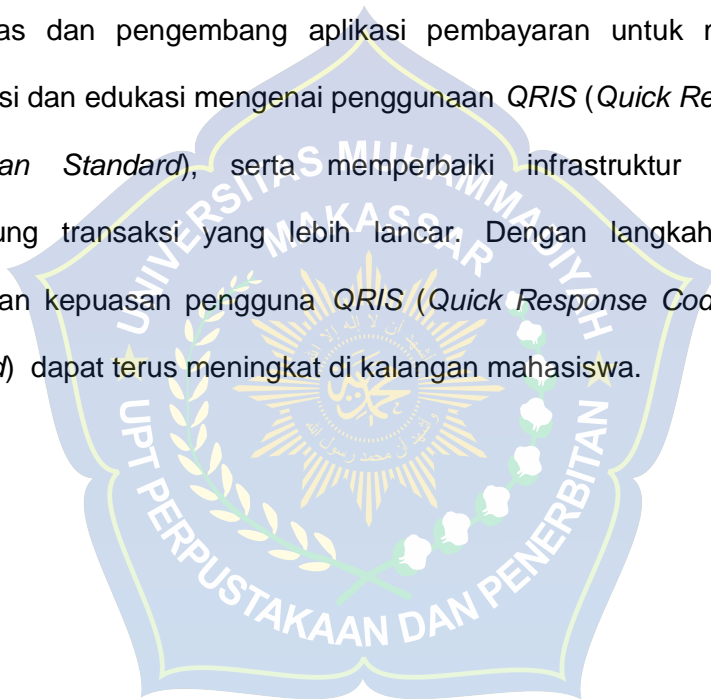 as dan pengembang aplikasi pembayaran untuk
si dan edukasi mengenai penggunaan QRIS (Quick Re
an Standard), serta memperbaiki infrastruktur
ung transaksi yang lebih lancar. Dengan langkah
an kepuasan pengguna QRIS (Quick Response Cod
d) dapat terus meningkat di kalangan mahasiswa.
UNIVERSITAS MUHAMMADIYAH
MAKASSAR
UPT PERPUSTAKAAN DAN PENERBITAN